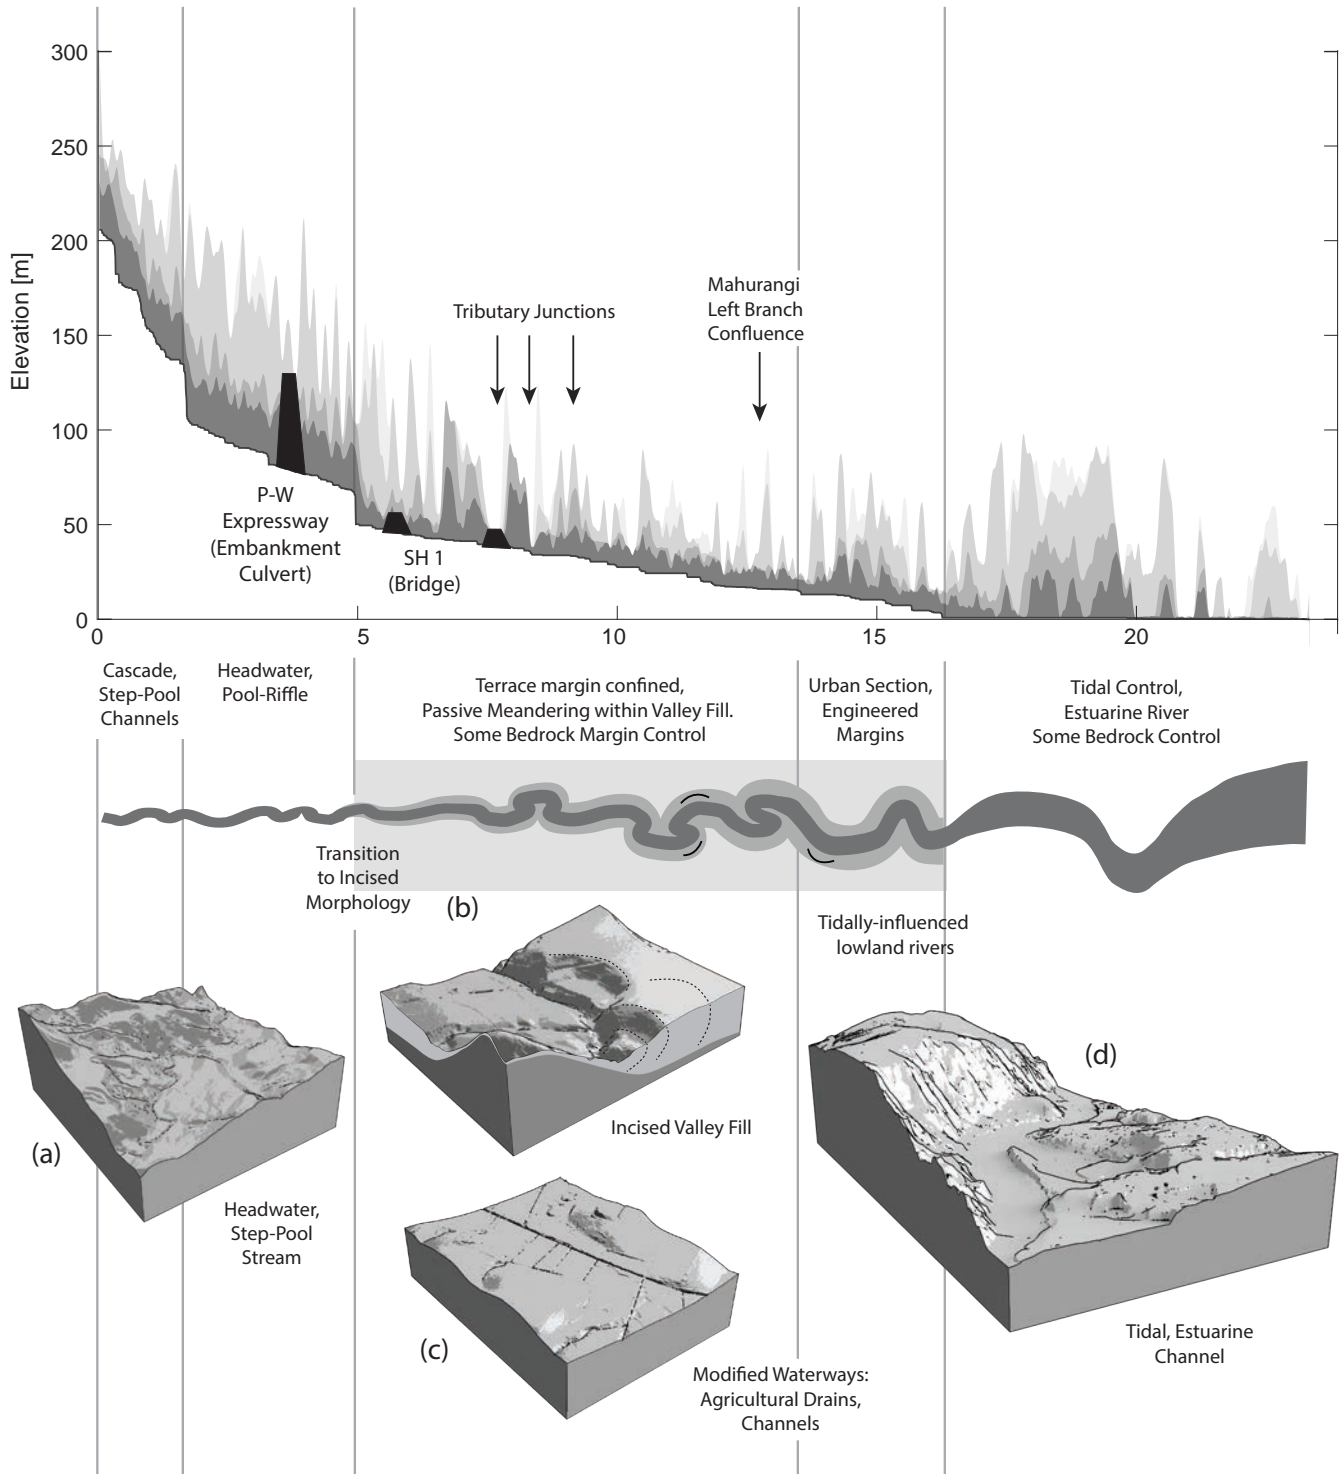 300
250
200
150
100
50
0
Elevation [m]
Tributary Junctions
Mahurangi
Left Branch
Confluence
P-W
Expressway
(Embankment
Culvert)
SH 1
(Bridge)
0
5
10
15
20
Cascade,
Step-Pool
Channels
Headwater,
Pool-Riffle
Terrace margin confined,
Passive Meandering within Valley Fill.
Some Bedrock Margin Control
Urban Section,
Engineered
Margins
Tidal Control,
Estuarine River
Some Bedrock Control
Transition
to Incised
Morphology
(b)
Tidally-influenced
lowland rivers
(d)
Incised Valley Fill
(a)
Headwater,
Step-Pool
Stream
(c)
Modified Waterways:
Agricultural Drains,
Channels
Tidal, Estuarine
Channel